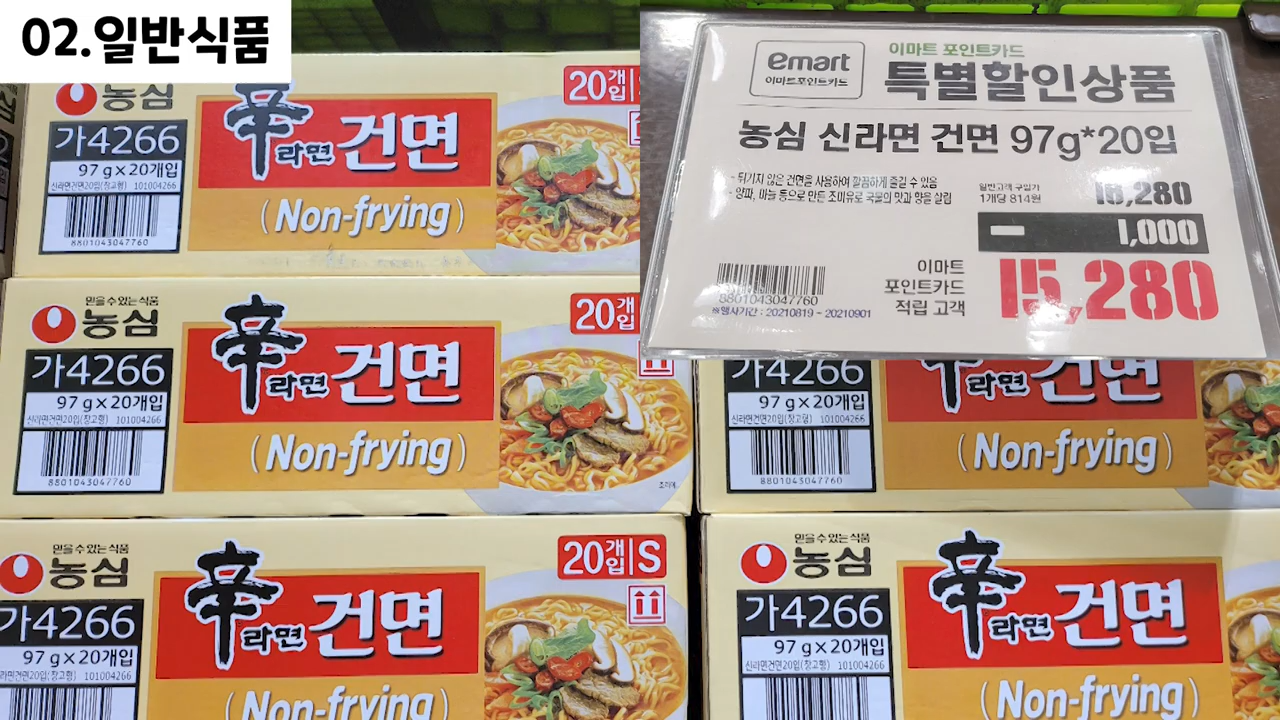 02.일반식품
emart
이마트포인트카드
이마트 포인트카드
특별할인상품
농심 신라면 건면 97g*20입
- 튀기지 않은 건면을 사용하여 깔끔하게 즐길 수 있음
- 양파, 마늘 등으로 만든 조미유로 국물의 맛과 향을 살림
일반고객 구입가
1개당 814원
16,280
- 1,000
이마트
포인트카드
적립 고객
15,280
8801043047760
※행사기간 : 20210819 - 20210901
농심
가4266
97 g×20개입
신라면건면20입(창고형) 101004266
8801043047760
辛라면건면
(Non-frying)
20개입
믿을 수 있는 식품
농심
가4266
97 g×20개입
신라면건면20입(창고형) 101004266
8801043047760
辛라면건면
(Non-frying)
20개입
조리예
가4266
97 g×20개입
신라면건면20입(창고형) 101004266
8801043047760
라면건면
(Non-frying)
믿을 수 있는 식품
농심
가4266
97 g×20개입
라면건면20입(창고형) 101004266
辛라면건면
(Non-frying)
20개입 S
믿을 수 있는 식품
농심
가4266
97 g×20개입
신라면건면20입(창고형) 101004266
辛라면건면
(Non-frying)